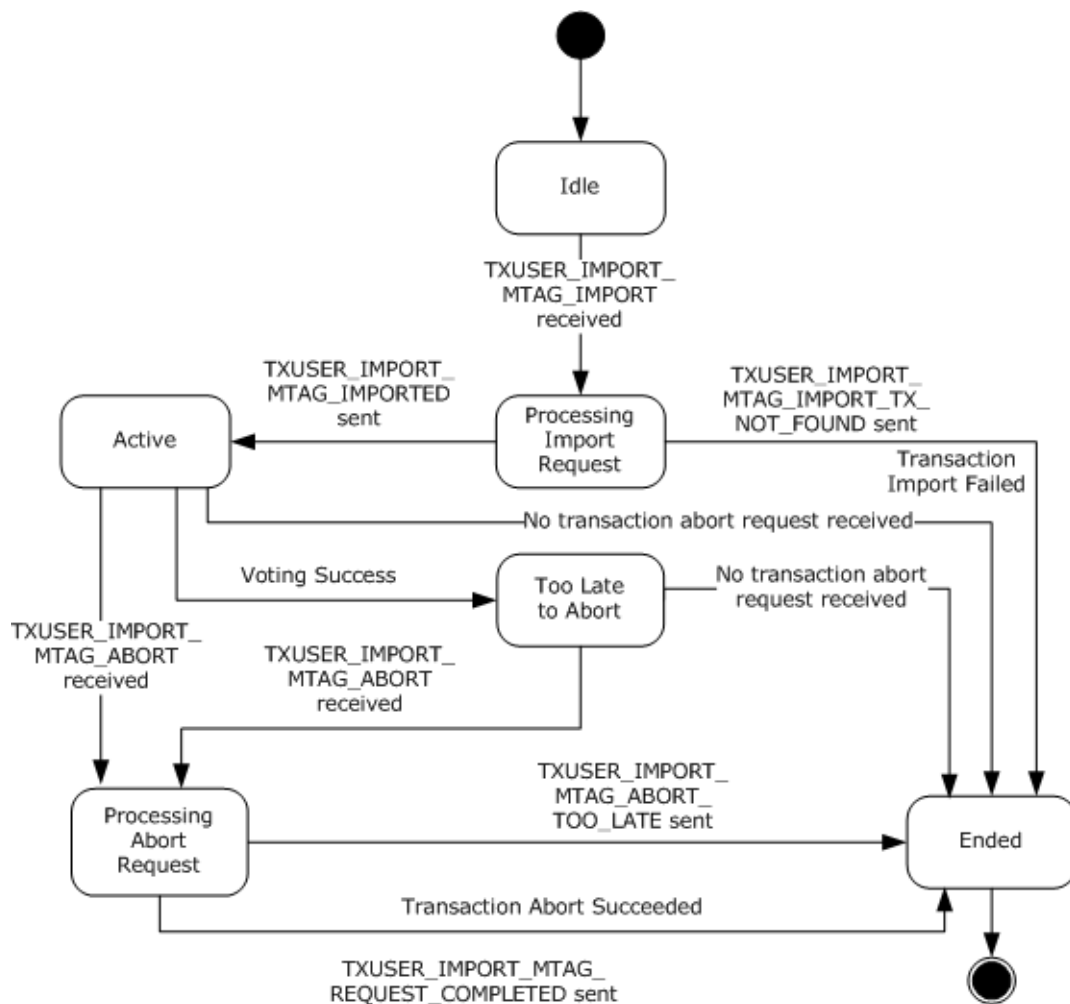 Idle
TXUSER_IMPORT_
MTAG_IMPORT
received
TXUSER_IMPORT_
MTAG_IMPORTED
sent
TXUSER_IMPORT_
MTAG_IMPORT_TX_
NOT_FOUND sent
Active
Processing
Import
Request
Transaction
Import Failed
No transaction abort request received
Voting Success
Too Late
to Abort
No transaction abort
request received
TXUSER_IMPORT_
MTAG_ABORT
received
TXUSER_IMPORT_
MTAG_ABORT
received
TXUSER_IMPORT_
MTAG_ABORT_
TOO_LATE sent
Processing
Abort
Request
Ended
Transaction Abort Succeeded
TXUSER_IMPORT_MTAG_
REQUEST_COMPLETED sent